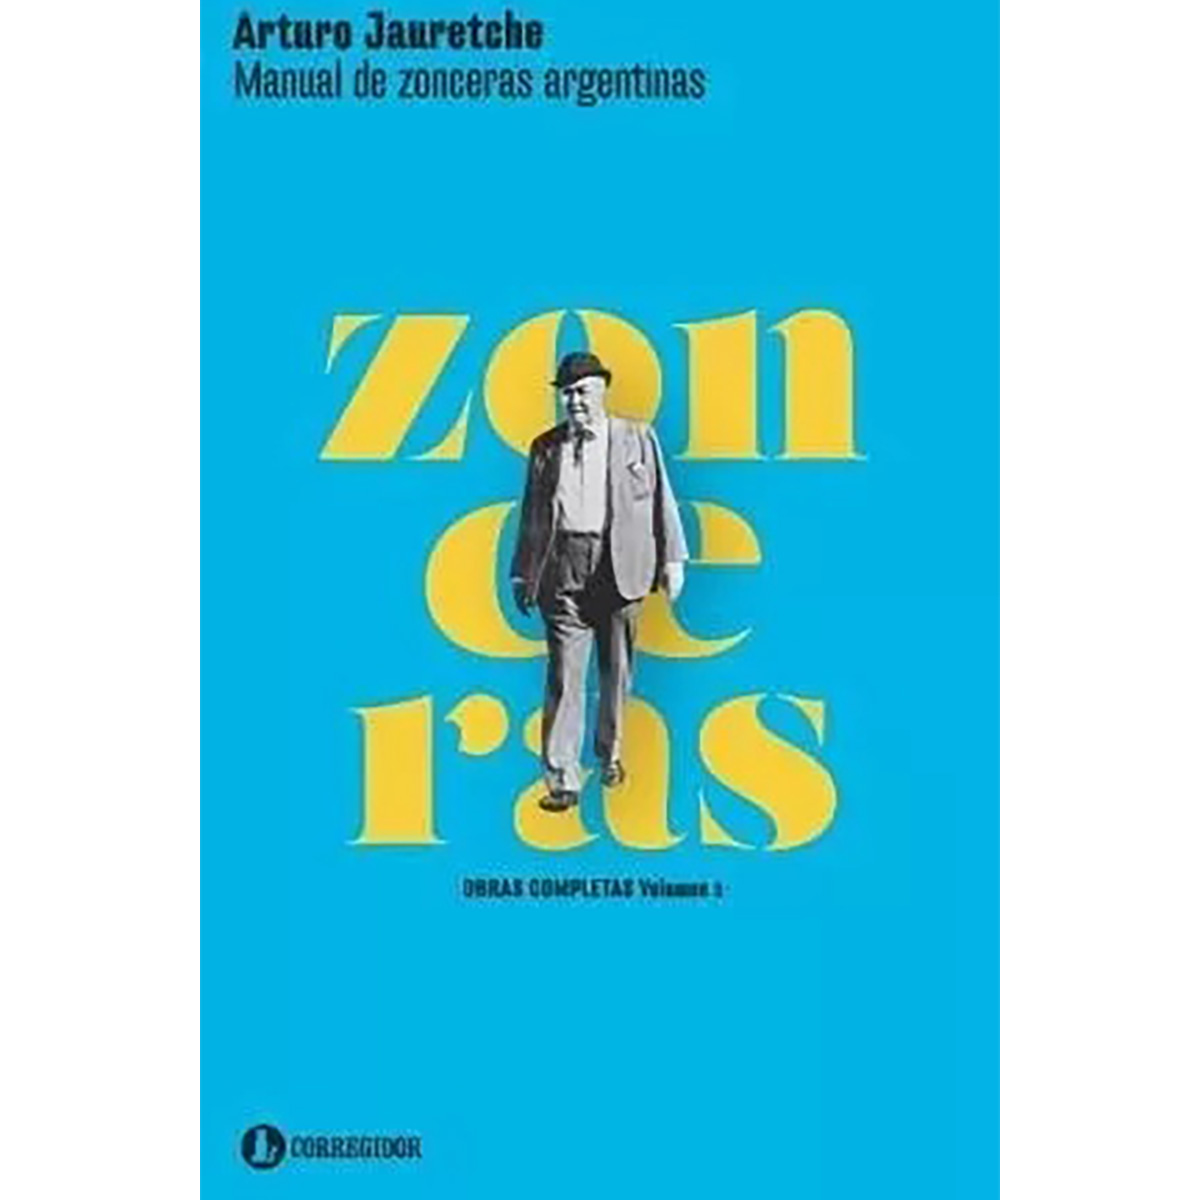 Arturo Jauretche
Manual de zonceras argentinas
zon
ce
ras
OBRAS COMPLETAS Volumen
CORREGIDOR